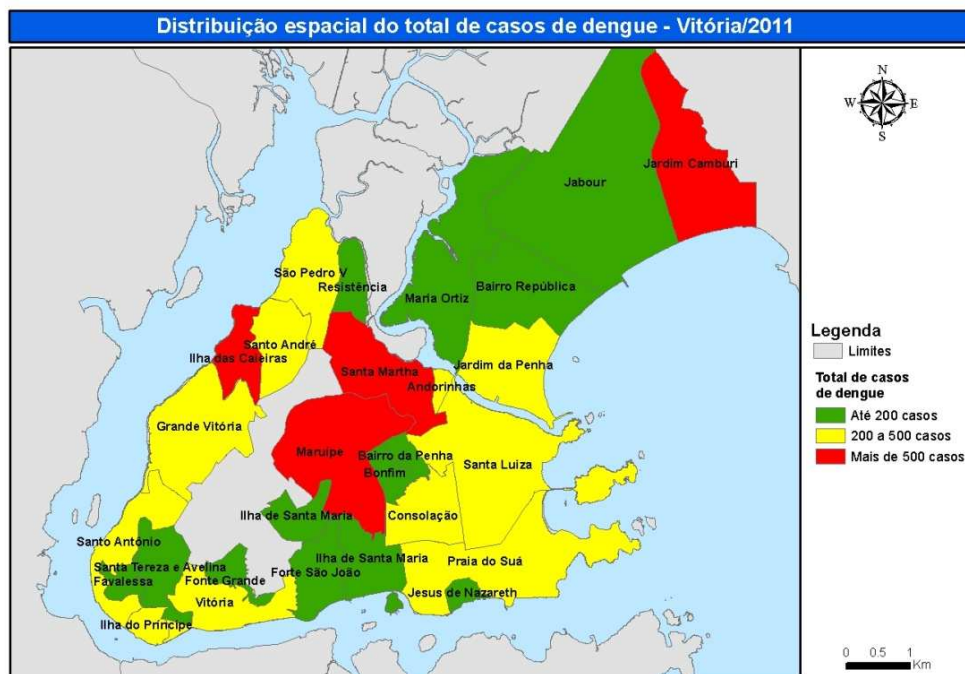 Distribuição espacial do total de casos de dengue - Vitória/2011
N
W
E
S
Jardim Camburi
Jabour
São Pedro V
Resistência
Bairro República
Maria Ortiz
Santo André
Ilha das Caieiras
Jardim da Penha
Santa Martha
Andorinhas
Grande Vitória
Maruípe
Bairro da Penha
Bonfim
Santa Luiza
Ilha de Santa Maria
Consolação
Santo Antônio
Santa Tereza e Avelina
Favalessa
Fonte Grande
Forte São João
Ilha de Santa Maria
Praia do Suá
Vitória
Jesus de Nazareth
Ilha do Príncipe
Legenda
Limites
Total de casos
de dengue
Até 200 casos
200 a 500 casos
Mais de 500 casos
0 0.5 1
Km